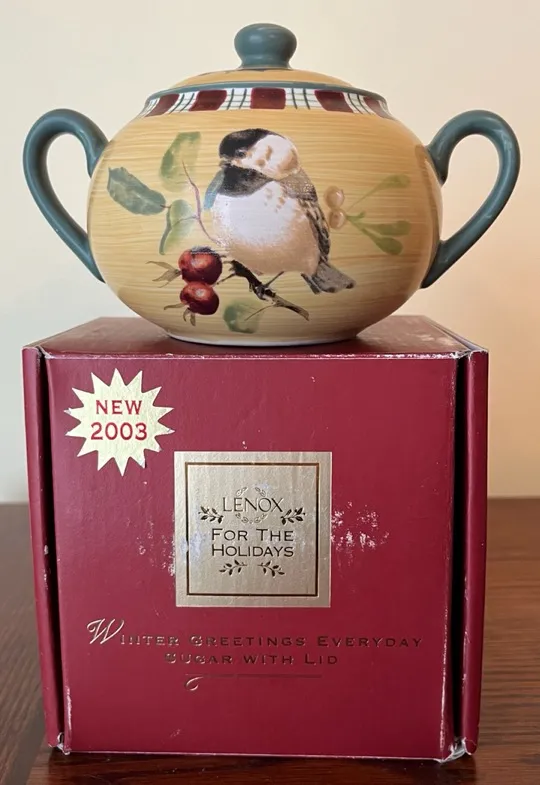 NEW
2003
LENOX
FOR THE
HOLIDAYS
WINTER GREETINGS EVERYDAY
SUGAR WITH LID